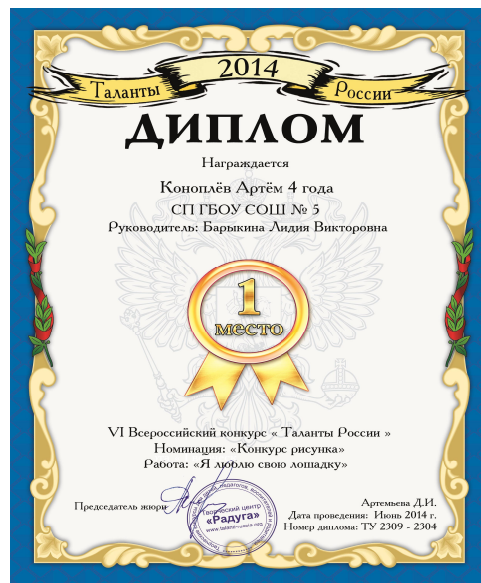 Таланты 2014 России
ДИПЛОМ
Награждается
Коноплёв Артём 4 года
СП ГБОУ СОШ № 5
Руководитель: Барыкина Лидия Викторовна
1
место
VI Всероссийский конкурс « Таланты России »
Номинация: «Конкурс рисунка»
Работа: «Я люблю свою лошадку»
Председатель жюри
Артемьева Д.И.
Дата проведения: Июнь 2014 г.
Номер диплома: ТУ 2309 - 2304
Творческий центр
«Радуга»